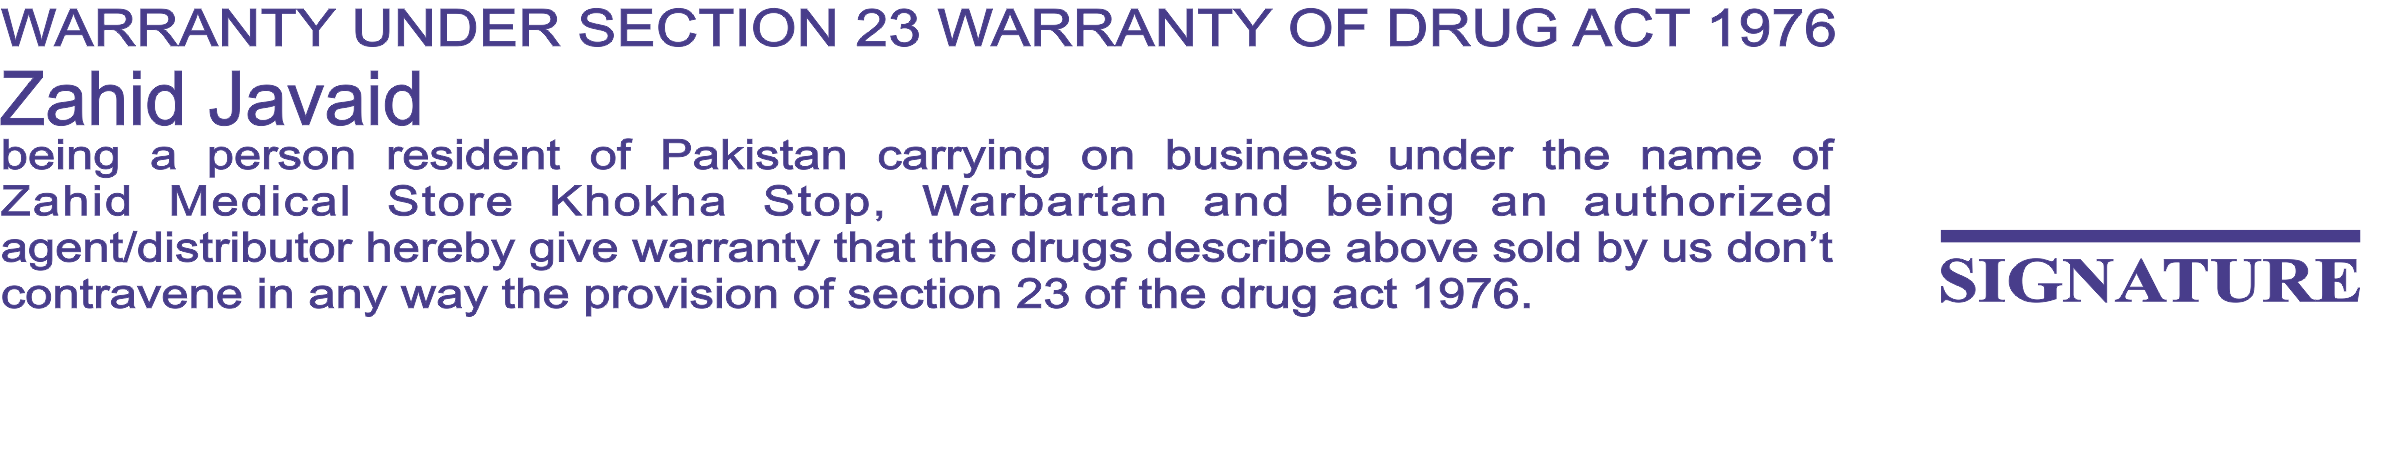 WARRANTY UNDER SECTION 23 WARRANTY OF DRUG ACT 1976
Zahid Javaid
being a person resident of Pakistan carrying on business under the name of
Zahid Medical Store Khokha Stop, Warbartan and being an authorized
agent/distributor hereby give warranty that the drugs describe above sold by us don’t
contravene in any way the provision of section 23 of the drug act 1976.
SIGNATURE